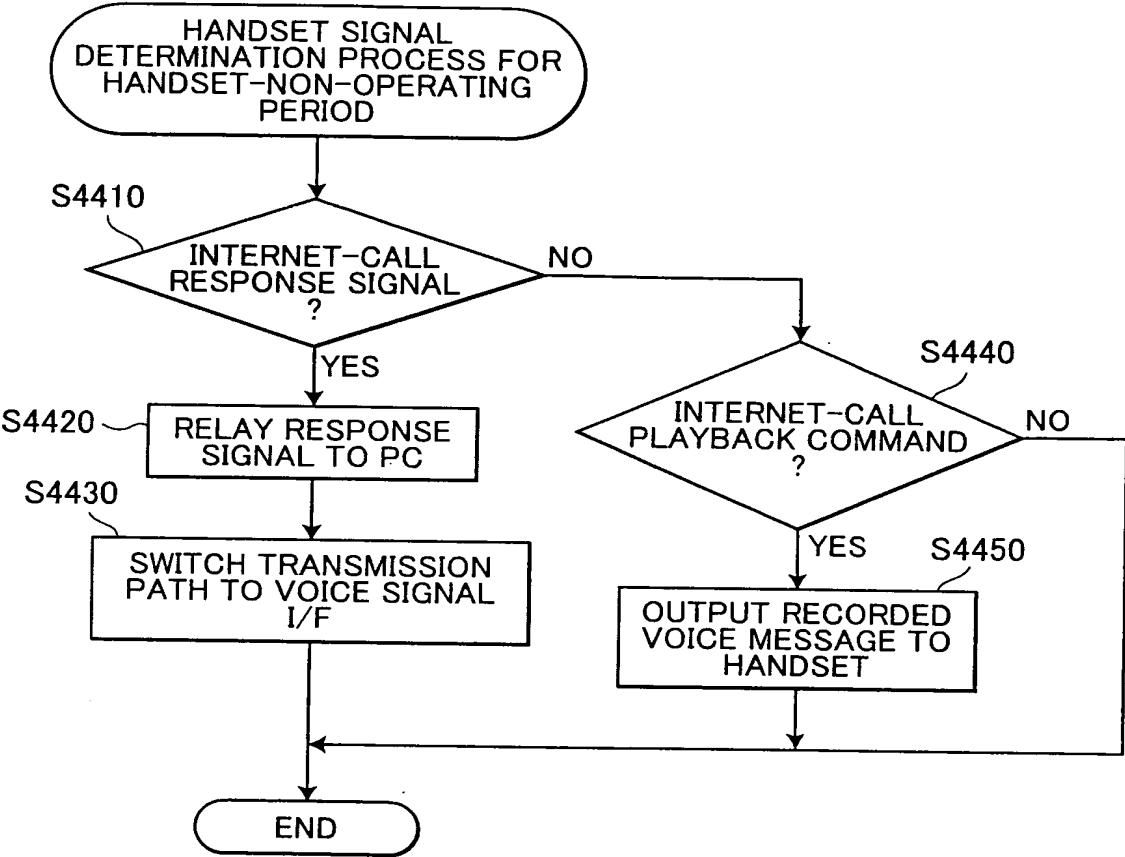 HANDSET SIGNAL
DETERMINATION PROCESS FOR
HANDSET-NON-OPERATING
PERIOD
S4410
INTERNET-CALL
RESPONSE SIGNAL
?
NO
YES
S4420
RELAY RESPONSE
SIGNAL TO PC
S4430
SWITCH TRANSMISSION
PATH TO VOICE SIGNAL
I/F
S4440
INTERNET-CALL
PLAYBACK COMMAND
?
NO
YES
S4450
OUTPUT RECORDED
VOICE MESSAGE TO
HANDSET
END